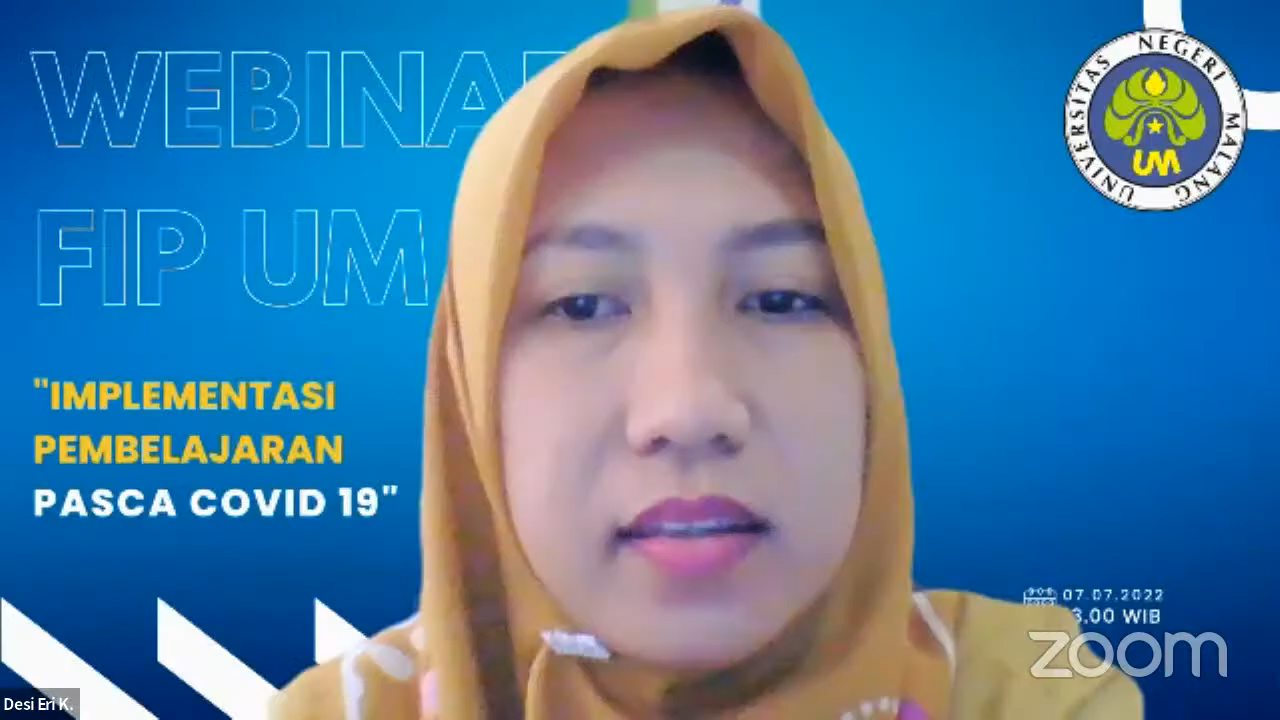 WEBINA
FIP UM
"IMPLEMENTASI
PEMBELAJARAN
PASCA COVID 19"
UNIVERSITAS NEGERI MALANG
UM
07.07.2022
3.00 WIB
zoom
Desi Eri K.